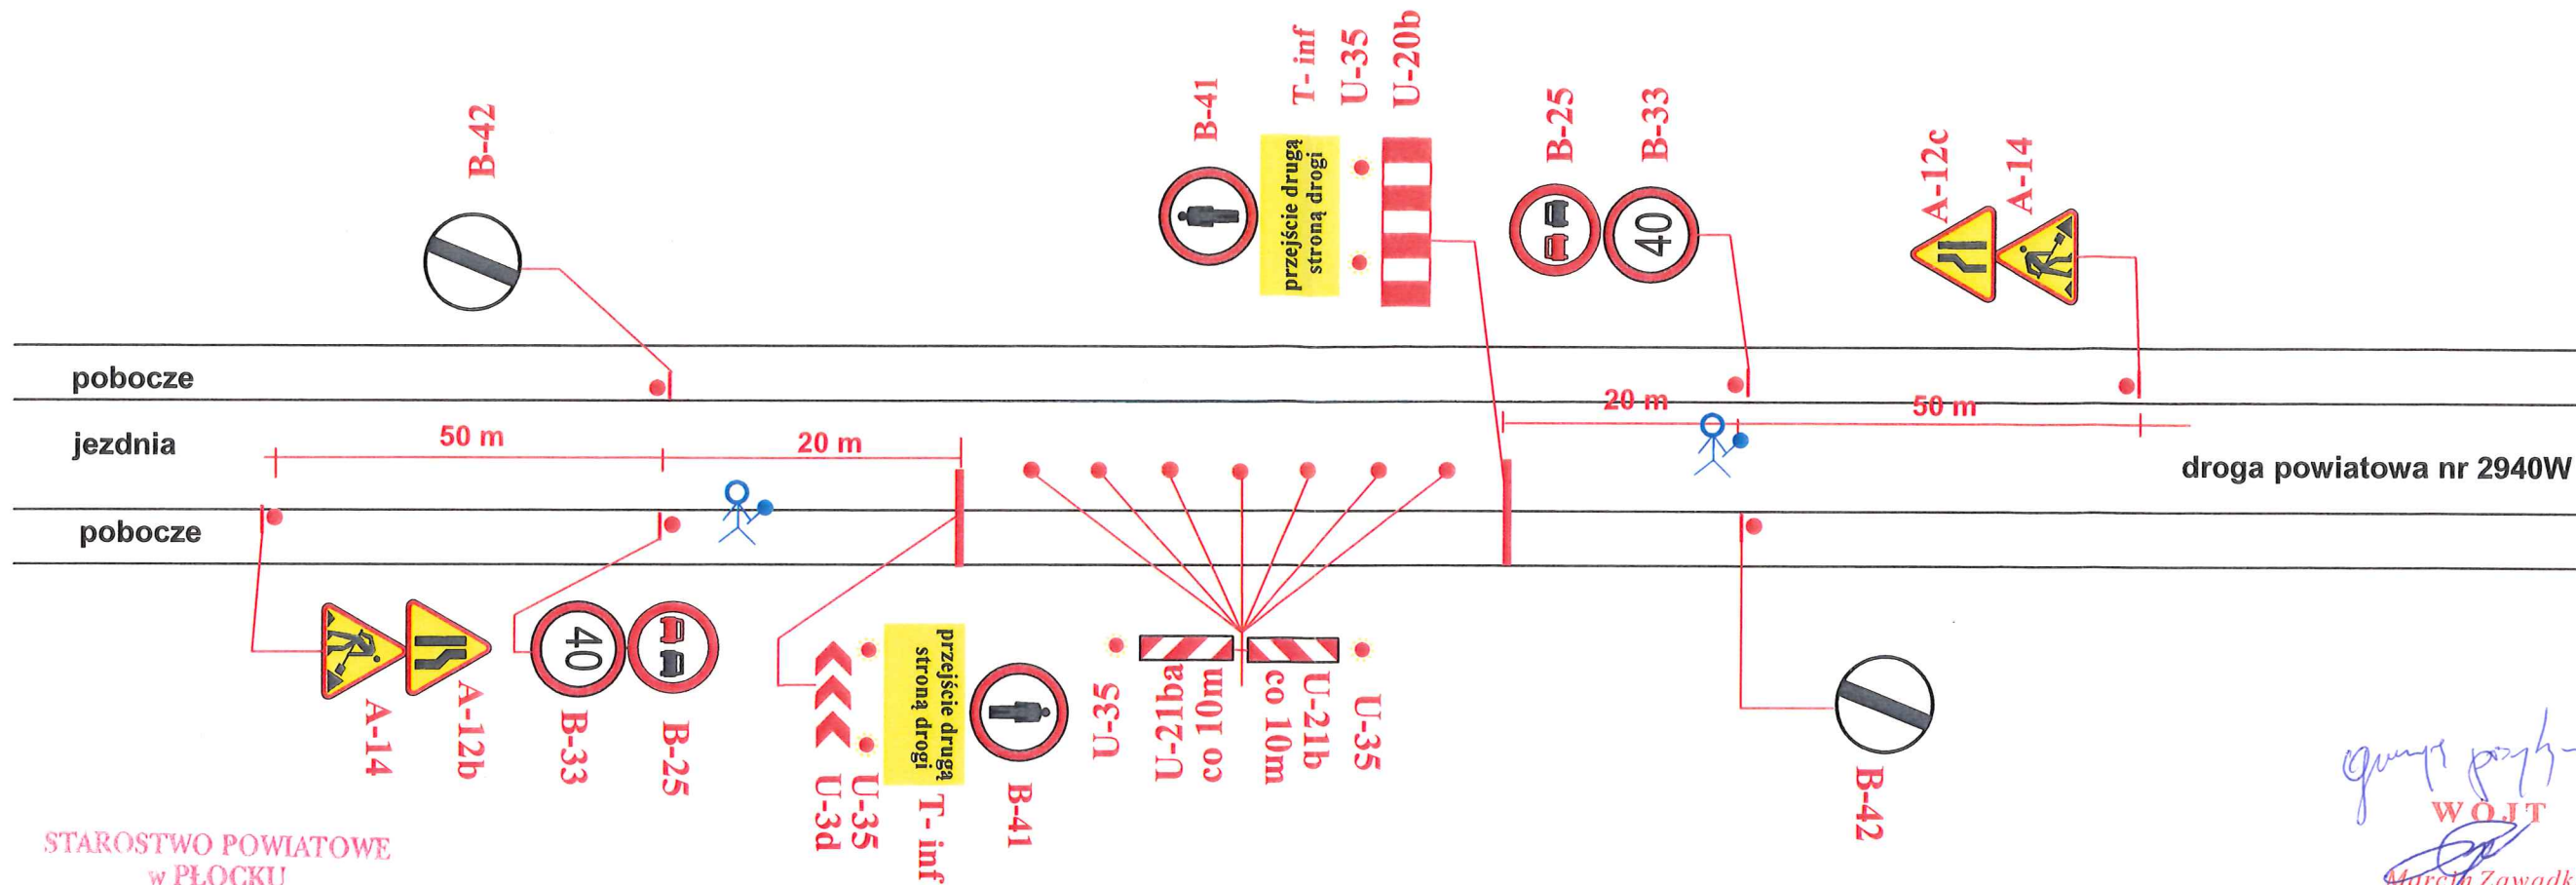 B-42
B-41
T- inf
U-35
U-20b
przejście drugą
stroną drogi
B-25
B-33
40
A-12c
A-14
pobocze
20 m
50 m
jezdnia
50 m
20 m
droga powiatowa nr 2940W
pobocze
A-14
A-12b
40
B-33
B-25
U-3d
U-35
przejście drugą
stroną drogi
T- inf
B-41
U-35
U-21ba
co 10m
co 10m
U-21b
U-35
B-42
STAROSTWO POWIATOWE
w PŁOCKU
WÓJT
Marcin Zawadk